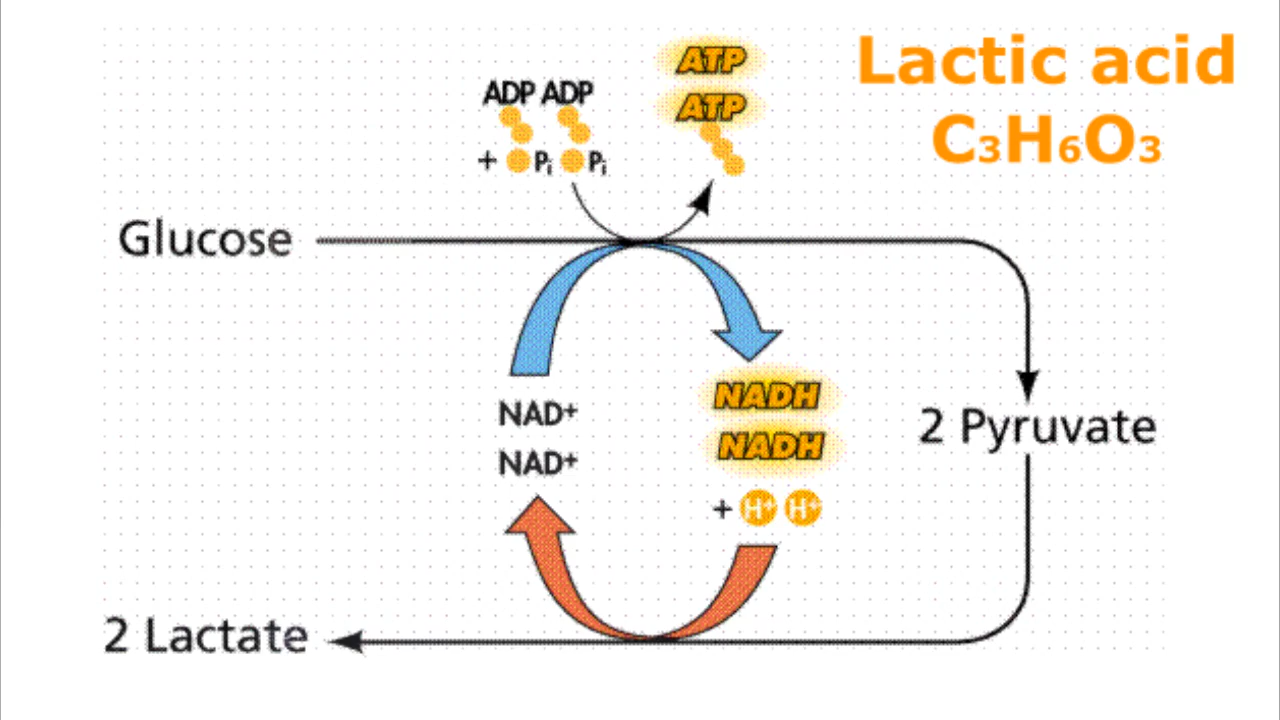 Lactic acid
C₃H₆O₃
ATP
ATP
ADP ADP
+ Pi Pi
Glucose
NAD+
NAD+
NADH
NADH
+ H+ H+
2 Pyruvate
2 Lactate